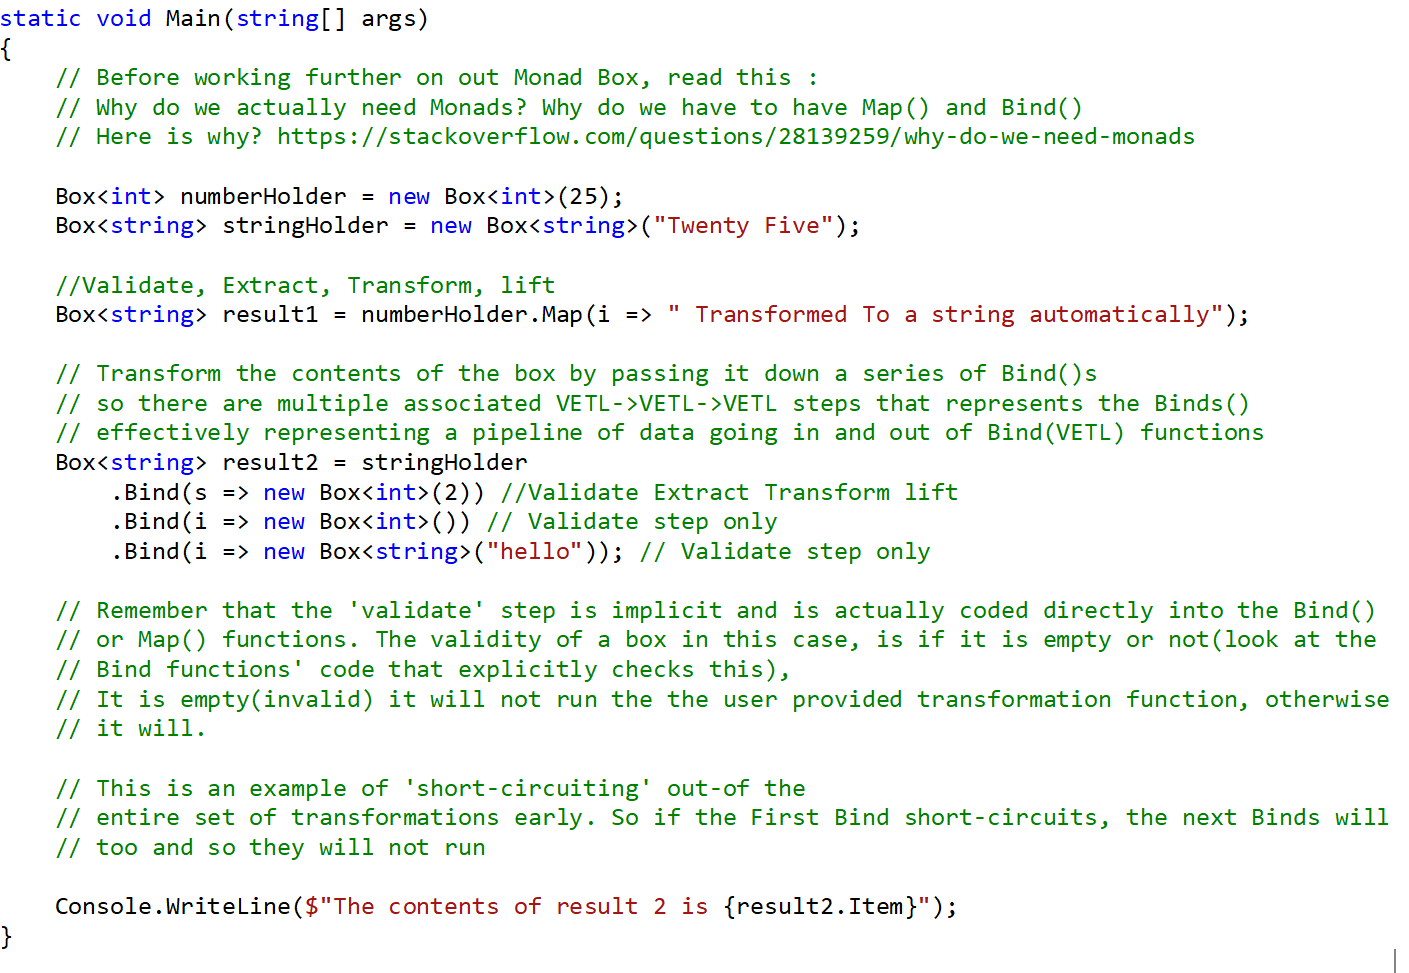 static void Main(string[] args)
{
    // Before working further on out Monad Box, read this :
    // Why do we actually need Monads? Why do we have to have Map() and Bind()
    // Here is why? https://stackoverflow.com/questions/28139259/why-do-we-need-monads

    Box<int> numberHolder = new Box<int>(25);
    Box<string> stringHolder = new Box<string>("Twenty Five");

    //Validate, Extract, Transform, lift
    Box<string> result1 = numberHolder.Map(i => " Transformed To a string automatically");

    // Transform the contents of the box by passing it down a series of Bind()s
    // so there are multiple associated VETL->VETL->VETL steps that represents the Binds()
    // effectively representing a pipeline of data going in and out of Bind(VETL) functions
    Box<string> result2 = stringHolder
        .Bind(s => new Box<int>(2)) //Validate Extract Transform lift
        .Bind(i => new Box<int>()) // Validate step only
        .Bind(i => new Box<string>("hello")); // Validate step only

    // Remember that the 'validate' step is implicit and is actually coded directly into the Bind()
    // or Map() functions. The validity of a box in this case, is if it is empty or not(look at the
    // Bind functions' code that explicitly checks this),
    // It is empty(invalid) it will not run the the user provided transformation function, otherwise
    // it will.

    // This is an example of 'short-circuiting' out-of the
    // entire set of transformations early. So if the First Bind short-circuits, the next Binds will
    // too and so they will not run

    Console.WriteLine($"The contents of result 2 is {result2.Item}");
}